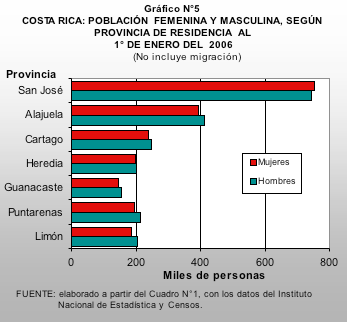 Gráfico N°5
COSTA RICA: POBLACIÓN FEMENINA Y MASCULINA, SEGÚN
PROVINCIA DE RESIDENCIA AL
1° DE ENERO DEL 2006
(No incluye migración)
Provincia
San José
Alajuela
Cartago
Heredia
Guanacaste
Puntarenas
Limón
Mujeres
Hombres
0 200 400 600 800
Miles de personas
FUENTE: elaborado a partir del Cuadro N°1, con los datos del Instituto
Nacional de Estadística y Censos.